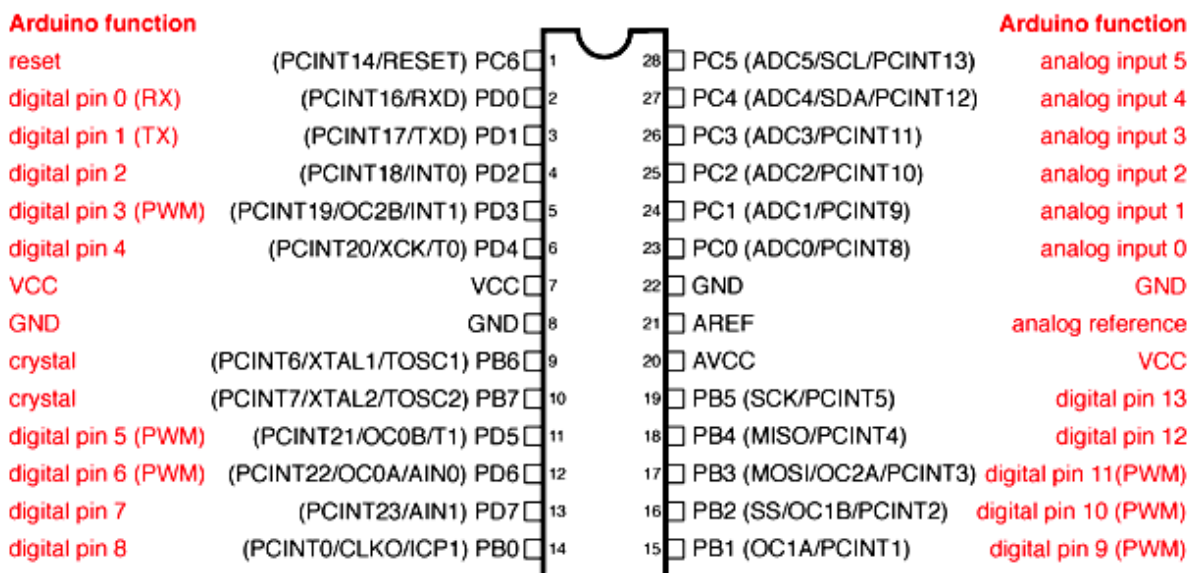 Arduino function Arduino function
reset (PCINT14/RESET) PC6 1 28 PC5 (ADC5/SCL/PCINT13) analog input 5
digital pin 0 (RX) (PCINT16/RXD) PD0 2 27 PC4 (ADC4/SDA/PCINT12) analog input 4
digital pin 1 (TX) (PCINT17/TXD) PD1 3 26 PC3 (ADC3/PCINT11) analog input 3
digital pin 2 (PCINT18/INT0) PD2 4 25 PC2 (ADC2/PCINT10) analog input 2
digital pin 3 (PWM) (PCINT19/OC2B/INT1) PD3 5 24 PC1 (ADC1/PCINT9) analog input 1
digital pin 4 (PCINT20/XCK/T0) PD4 6 23 PC0 (ADC0/PCINT8) analog input 0
VCC VCC 7 22 GND GND
GND GND 8 21 AREF analog reference
crystal (PCINT6/XTAL1/TOSC1) PB6 9 20 AVCC VCC
crystal (PCINT7/XTAL2/TOSC2) PB7 10 19 PB5 (SCK/PCINT5) digital pin 13
digital pin 5 (PWM) (PCINT21/OC0B/T1) PD5 11 18 PB4 (MISO/PCINT4) digital pin 12
digital pin 6 (PWM) (PCINT22/OC0A/AIN0) PD6 12 17 PB3 (MOSI/OC2A/PCINT3) digital pin 11(PWM)
digital pin 7 (PCINT23/AIN1) PD7 13 16 PB2 (SS/OC1B/PCINT2) digital pin 10 (PWM)
digital pin 8 (PCINT0/CLKO/ICP1) PB0 14 15 PB1 (OC1A/PCINT1) digital pin 9 (PWM)